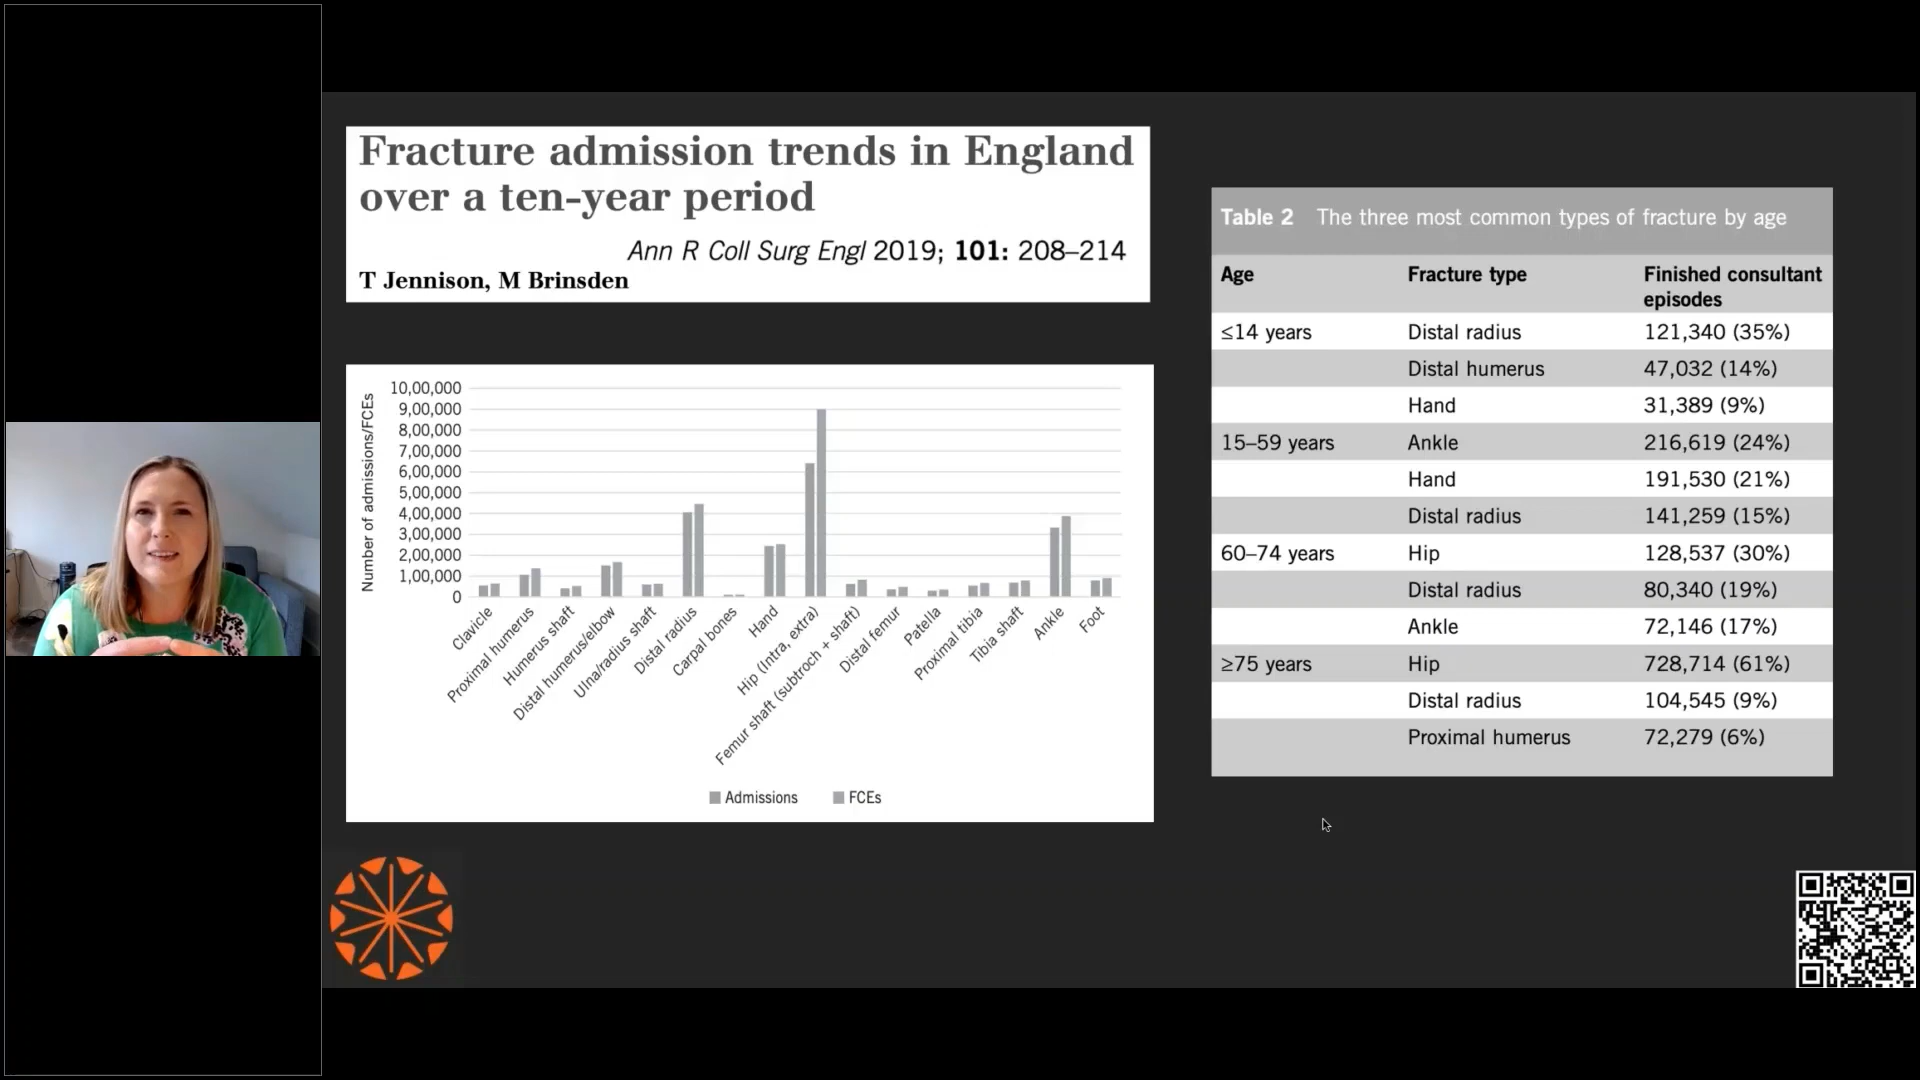 Fracture admission trends in England
over a ten-year period
Ann R Coll Surg Engl 2019; 101: 208–214
T Jennison, M Brinsden
Number of admissions/FCEs
10,00,000
9,00,000
8,00,000
7,00,000
6,00,000
5,00,000
4,00,000
3,00,000
2,00,000
1,00,000
0
Clavicle
Proximal humerus
Humerus shaft
Distal humerus/elbow
Ulna/radius shaft
Distal radius
Carpal bones
Hand
Hip (Intra, extra)
Femur shaft (subtroch + shaft)
Distal femur
Patella
Proximal tibia
Tibia shaft
Ankle
Foot
Admissions FCEs
Table 2 The three most common types of fracture by age
Age Fracture type Finished consultant
episodes
≤14 years Distal radius 121,340 (35%)
Distal humerus 47,032 (14%)
Hand 31,389 (9%)
15–59 years Ankle 216,619 (24%)
Hand 191,530 (21%)
Distal radius 141,259 (15%)
60–74 years Hip 128,537 (30%)
Distal radius 80,340 (19%)
Ankle 72,146 (17%)
≥75 years Hip 728,714 (61%)
Distal radius 104,545 (9%)
Proximal humerus 72,279 (6%)